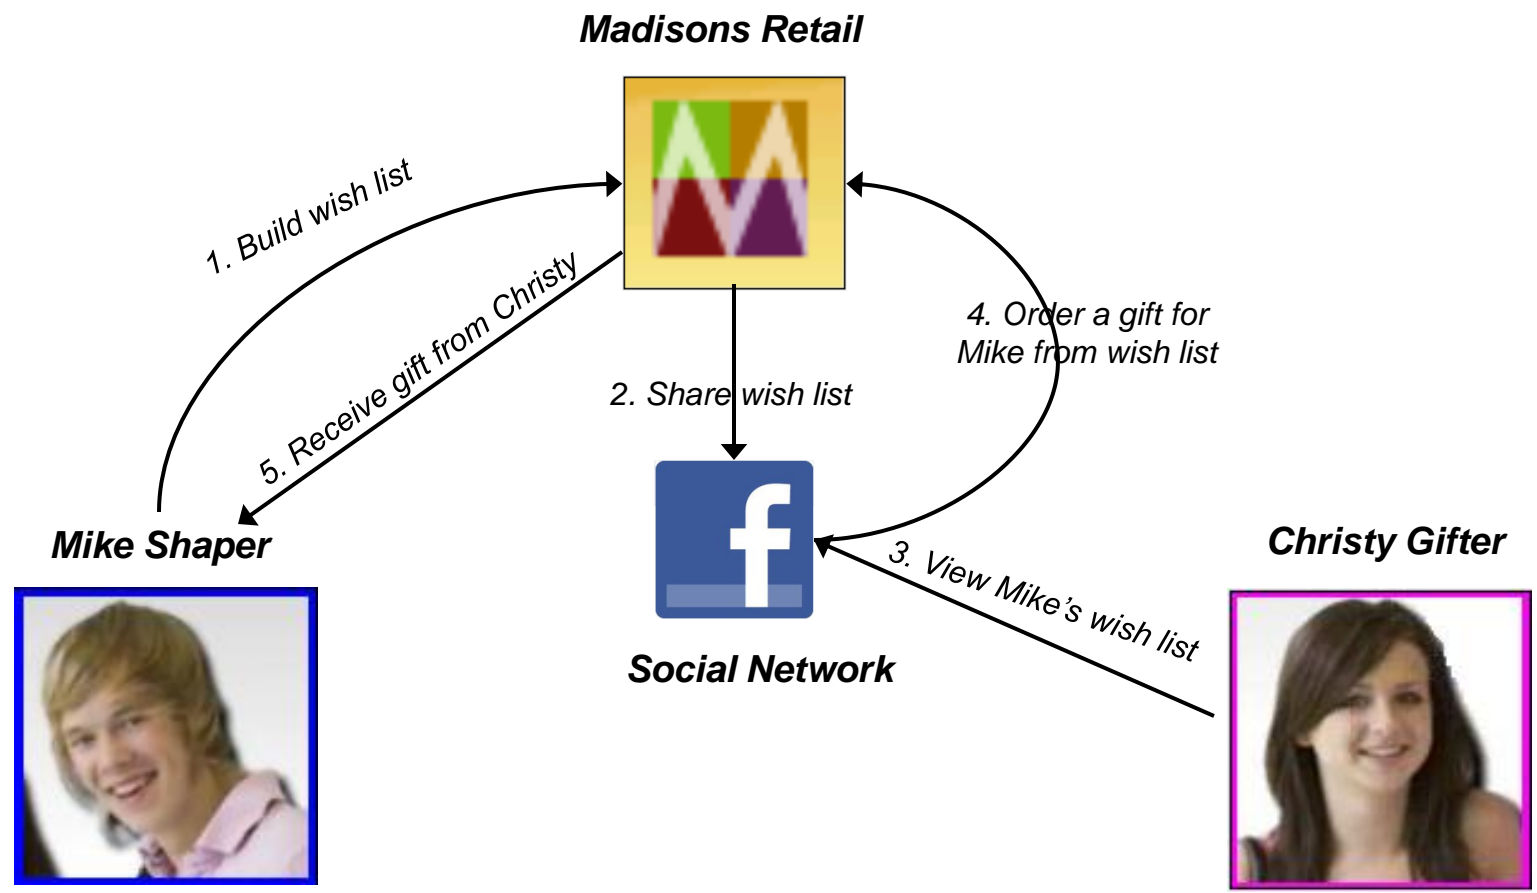 Madisons Retail
1. Build wish list
5. Receive gift from Christy
2. Share wish list
4. Order a gift for
Mike from wish list
3. View Mike’s wish list
Mike Shaper
Christy Gifter
Social Network